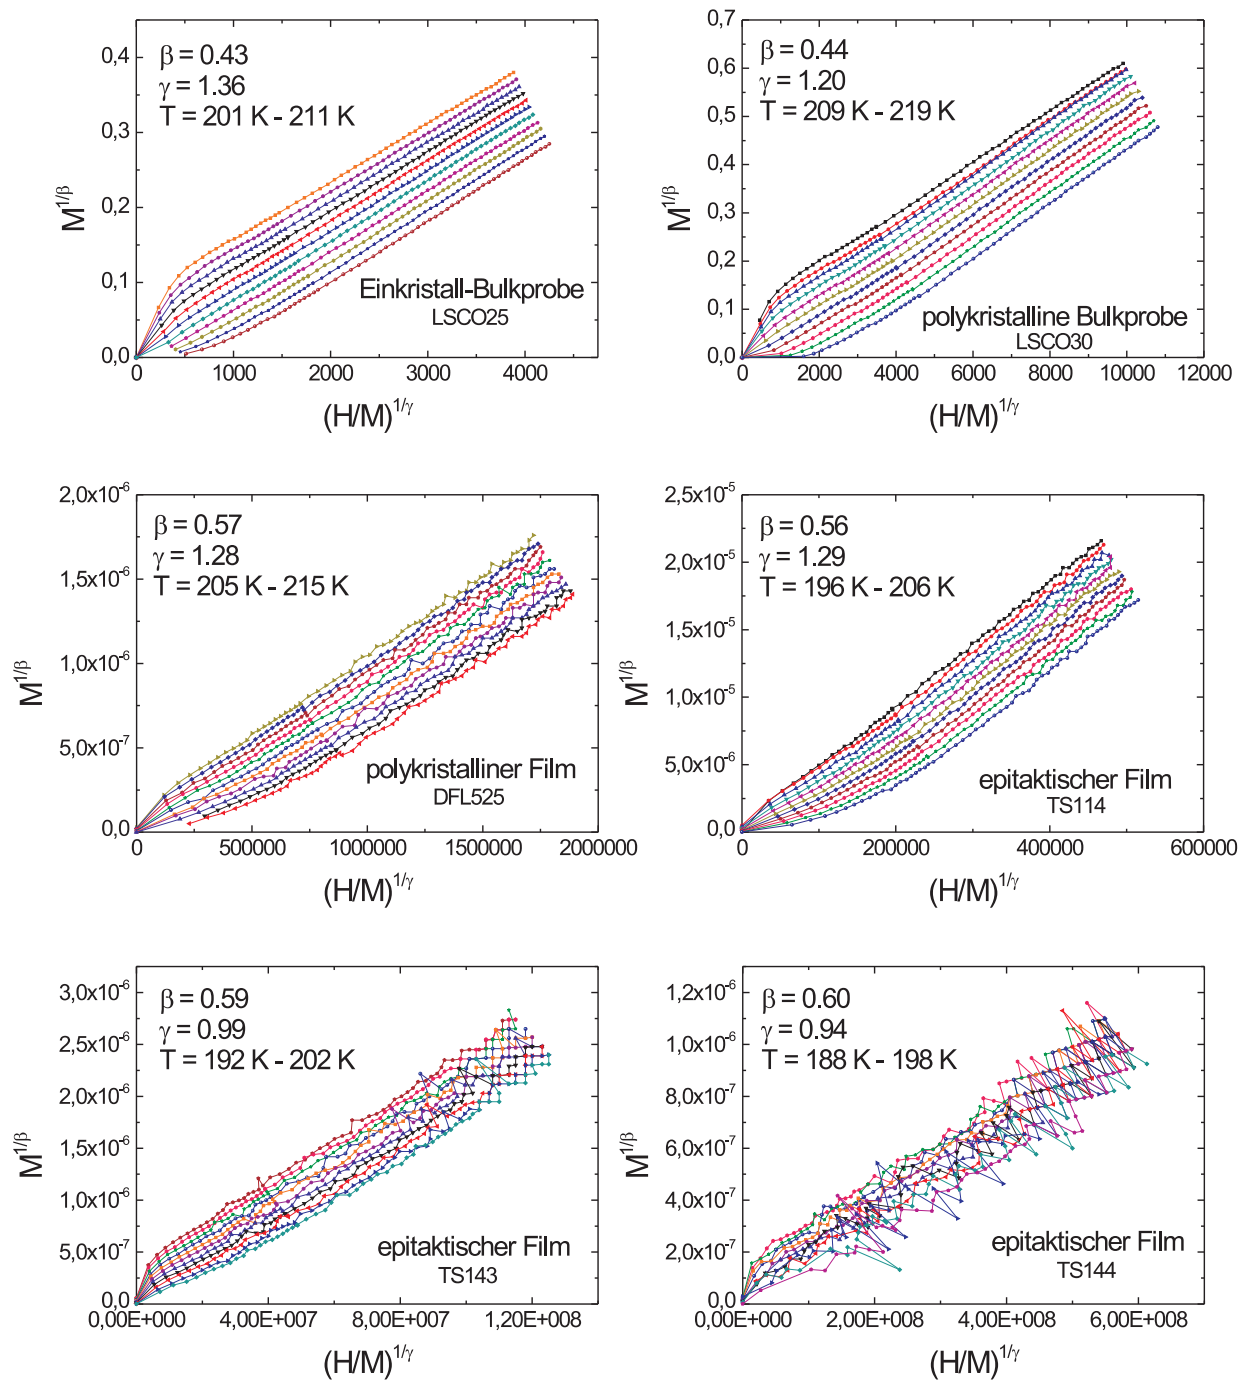 0,4
0,3
0,2
0,1
0,0
M^{1/β}
β = 0.43
γ = 1.36
T = 201 K - 211 K
Einkristall-Bulkprobe
LSCO25
0 1000 2000 3000 4000
(H/M)^{1/γ}
0,7
0,6
0,5
0,4
0,3
0,2
0,1
0,0
M^{1/β}
β = 0.44
γ = 1.20
T = 209 K - 219 K
polykristalline Bulkprobe
LSCO30
0 2000 4000 6000 8000 10000 12000
(H/M)^{1/γ}
2,0x10^{-6}
1,5x10^{-6}
1,0x10^{-6}
5,0x10^{-7}
0,0
M^{1/β}
β = 0.57
γ = 1.28
T = 205 K - 215 K
polykristalliner Film
DFL525
0 500000 1000000 1500000 2000000
(H/M)^{1/γ}
2,5x10^{-5}
2,0x10^{-5}
1,5x10^{-5}
1,0x10^{-5}
5,0x10^{-6}
0,0
M^{1/β}
β = 0.56
γ = 1.29
T = 196 K - 206 K
epitaktischer Film
TS114
0 200000 400000 600000
(H/M)^{1/γ}
3,0x10^{-6}
2,5x10^{-6}
2,0x10^{-6}
1,5x10^{-6}
1,0x10^{-6}
5,0x10^{-7}
0,0
M^{1/β}
β = 0.59
γ = 0.99
T = 192 K - 202 K
epitaktischer Film
TS143
0,00E+000 4,00E+007 8,00E+007 1,20E+008
(H/M)^{1/γ}
1,2x10^{-6}
1,0x10^{-6}
8,0x10^{-7}
6,0x10^{-7}
4,0x10^{-7}
2,0x10^{-7}
0,0
M^{1/β}
β = 0.60
γ = 0.94
T = 188 K - 198 K
epitaktischer Film
TS144
0,00E+000 2,00E+008 4,00E+008 6,00E+008
(H/M)^{1/γ}